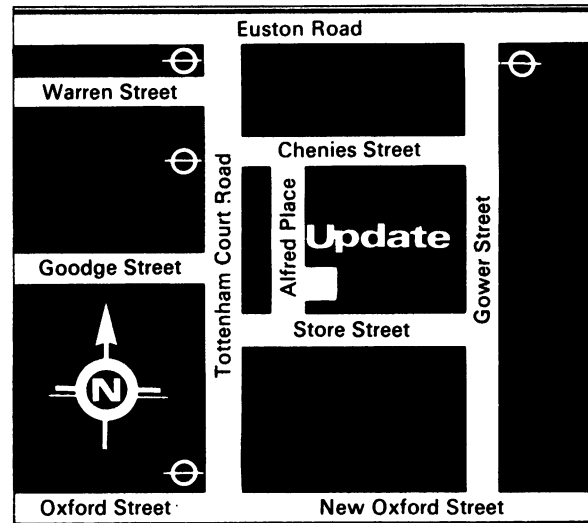 Euston Road
Warren Street
Chenies Street
Tottenham Court Road
Alfred Place
Update
Gower Street
Goodge Street
Store Street
N
Oxford Street
New Oxford Street